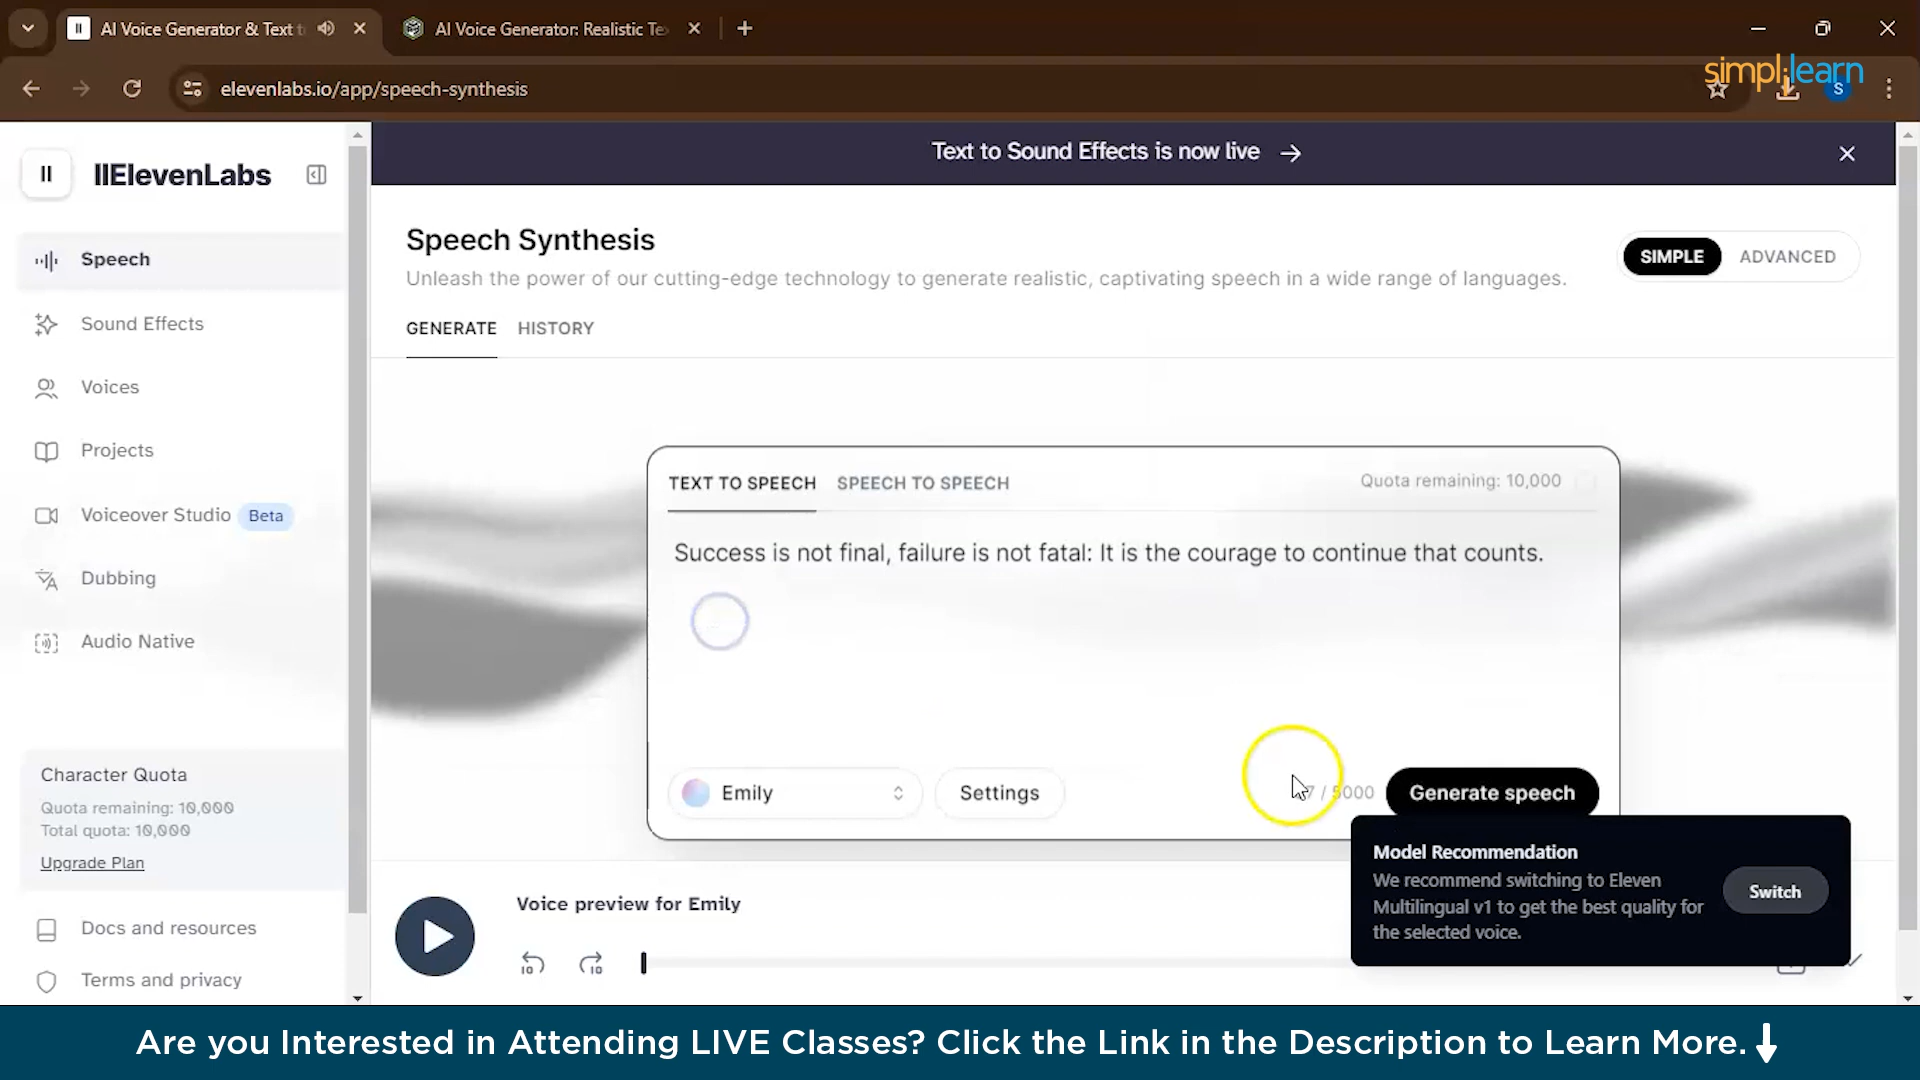 AI Voice Generator & Text t
AI Voice Generator: Realistic Te
simplilearn
elevenlabs.io/app/speech-synthesis
S
IIElevenLabs
Text to Sound Effects is now live →
Speech Synthesis
SIMPLE
ADVANCED
Unleash the power of our cutting-edge technology to generate realistic, captivating speech in a wide range of languages.
GENERATE
HISTORY
Speech
Sound Effects
Voices
Projects
Voiceover Studio Beta
Dubbing
Audio Native
TEXT TO SPEECH
SPEECH TO SPEECH
Quota remaining: 10,000
Success is not final, failure is not fatal: It is the courage to continue that counts.
Emily
Settings
/ 5000
Generate speech
Character Quota
Quota remaining: 10,000
Total quota: 10,000
Upgrade Plan
Docs and resources
Terms and privacy
Model Recommendation
We recommend switching to Eleven
Multilingual v1 to get the best quality for
the selected voice.
Switch
Voice preview for Emily
10
10
Are you Interested in Attending LIVE Classes? Click the Link in the Description to Learn More.